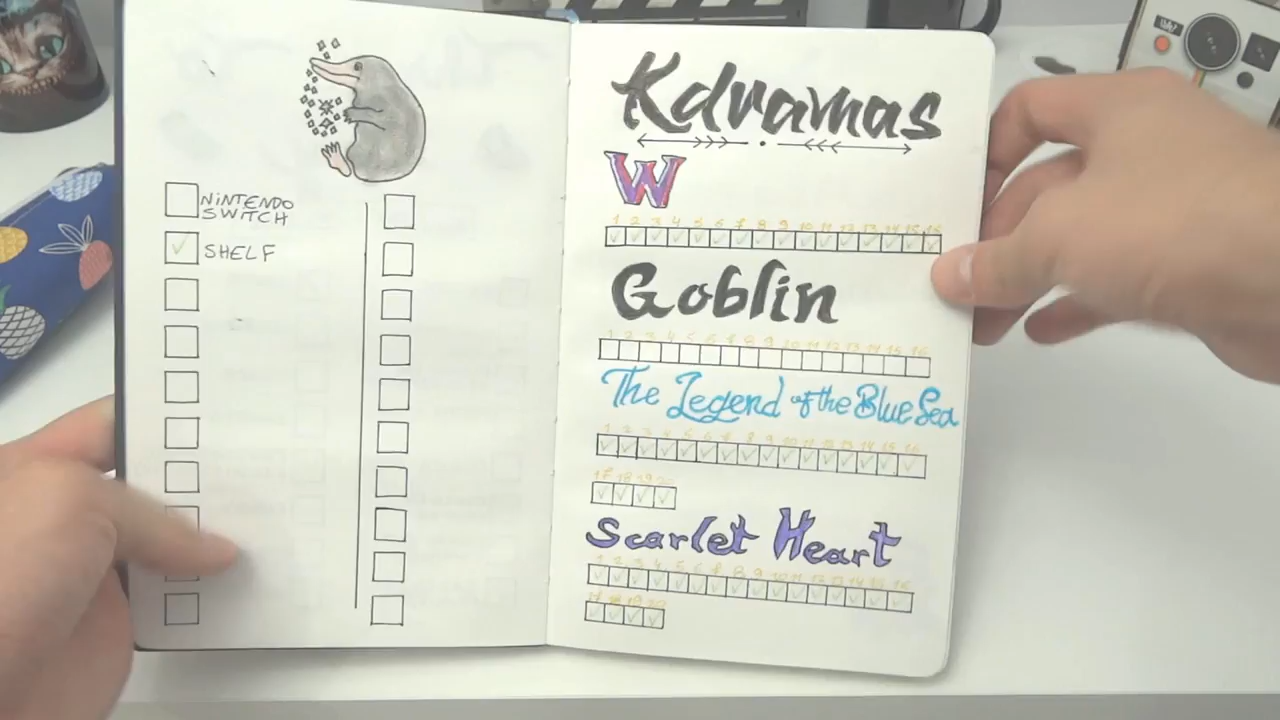 NINTENDO
SWITCH
✓ SHELF
Kdramas
W
1 2 3 4 5 6 7 8 9 10 11 12 13 14 15 16
✓ ✓ ✓ ✓ ✓ ✓ ✓ ✓ ✓ ✓ ✓ ✓ ✓ ✓ ✓ ✓
Goblin
1 2 3 4 5 6 7 8 9 10 11 12 13 14 15 16
The Legend of the Blue Sea
1 2 3 4 5 6 7 8 9 10 11 12 13 14 15 16
✓ ✓ ✓ ✓ ✓ ✓ ✓ ✓ ✓ ✓ ✓ ✓ ✓ ✓ ✓ ✓
17 18 19 20
✓ ✓ ✓ ✓
Scarlet Heart
1 2 3 4 5 6 7 8 9 10 11 12 13 14 15 16
✓ ✓ ✓ ✓ ✓ ✓ ✓ ✓ ✓ ✓ ✓ ✓ ✓ ✓ ✓ ✓
17 18 19 20
✓ ✓ ✓ ✓